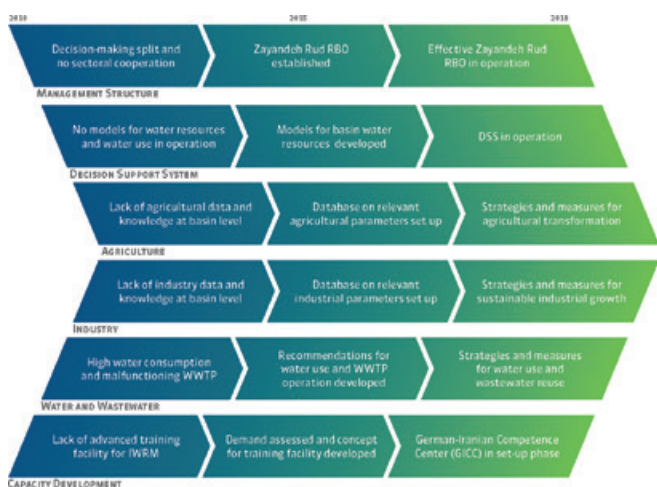 2010 2015 2018
Decision-making split and
no sectoral cooperation
Zayandeh Rud RBO
established
Effective Zayandeh Rud
RBO in operation
MANAGEMENT STRUCTURE
No models for water resources
and water use in operation
Models for basin water
resources developed
DSS in operation
DECISION SUPPORT SYSTEM
Lack of agricultural data and
knowledge at basin level
Database on relevant
agricultural parameters set up
Strategies and measures for
agricultural transformation
AGRICULTURE
Lack of industry data and
knowledge at basin level
Database on relevant
industrial parameters set up
Strategies and measures for
sustainable industrial growth
INDUSTRY
High water consumption
and malfunctioning WWTP
Recommendations for
water use and WWTP
operation developed
Strategies and measures
for water use and
wastewater reuse
WATER AND WASTEWATER
Lack of advanced training
facility for IWRM
Demand assessed and concept
for training facility developed
German-Iranian Competence
Center (GICC) in set-up phase
CAPACITY DEVELOPMENT